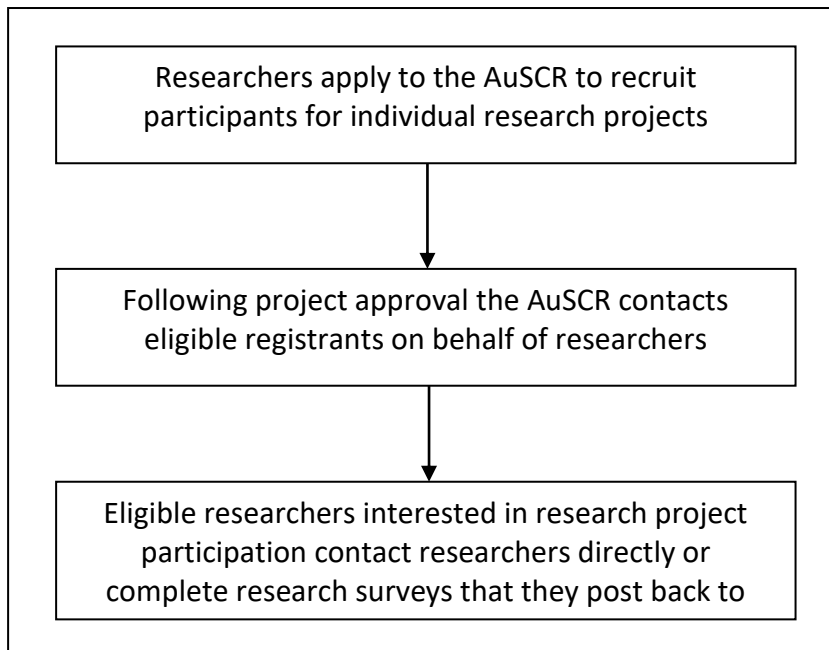 Researchers apply to the AuSCR to recruit
participants for individual research projects
Following project approval the AuSCR contacts
eligible registrants on behalf of researchers
Eligible researchers interested in research project
participation contact researchers directly or
complete research surveys that they post back to